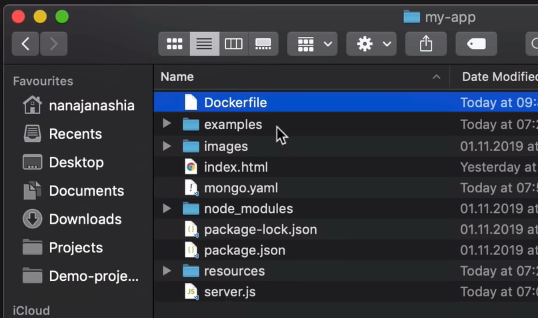 my-app
Favourites
nanajanashia
Recents
Desktop
Documents
Downloads
Projects
Demo-proje...
iCloud
Name
Date Modified
Dockerfile
Today at 09:
examples
Today at 07:
images
01.11.2019 at
index.html
Yesterday at
mongo.yaml
Today at 07:
node_modules
01.11.2019 at
package-lock.json
01.11.2019 at
package.json
01.11.2019 at
resources
Today at 07:
server.js
Today at 07: